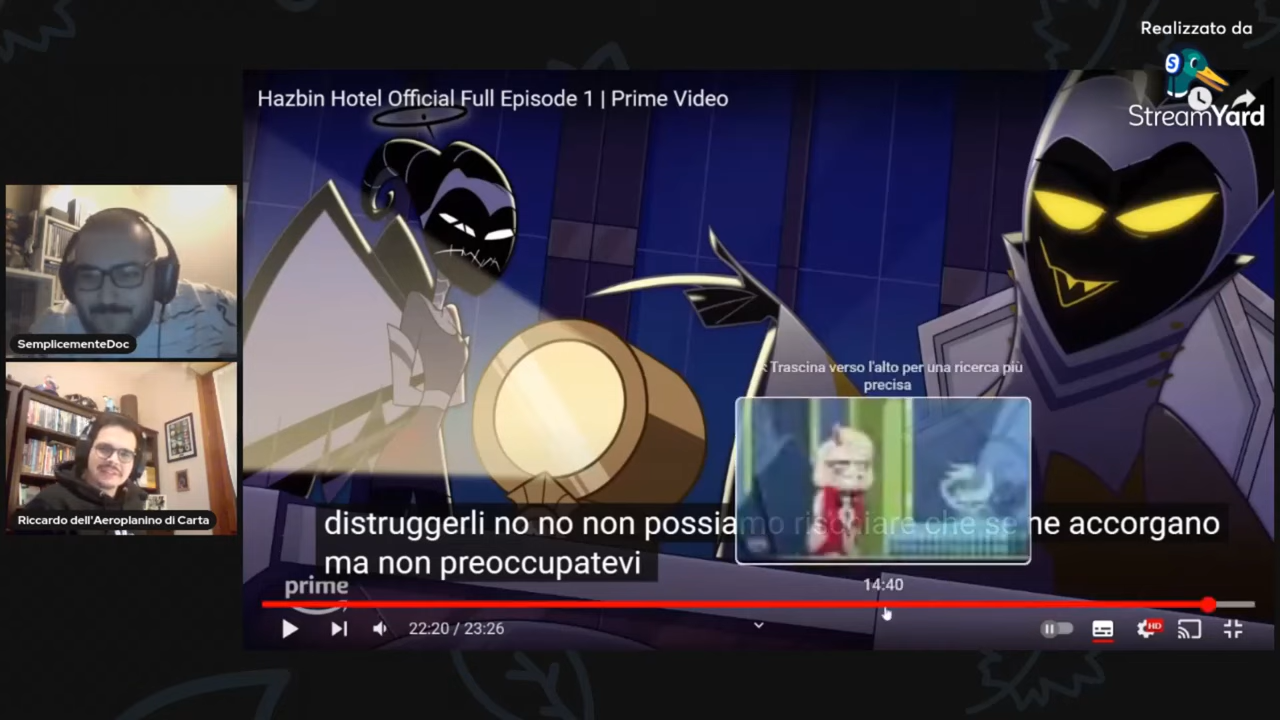 Realizzato da
StreamYard
Hazbin Hotel Official Full Episode 1 | Prime Video
SemplicementeDoc
Riccardo dell'Aeroplanino di Carta
Trascina verso l'alto per una ricerca più
precisa
distruggerli no no non possiamo rischiare che se ne accorgano
ma non preoccupatevi
prime
14:40
22:20 / 23:26
HD